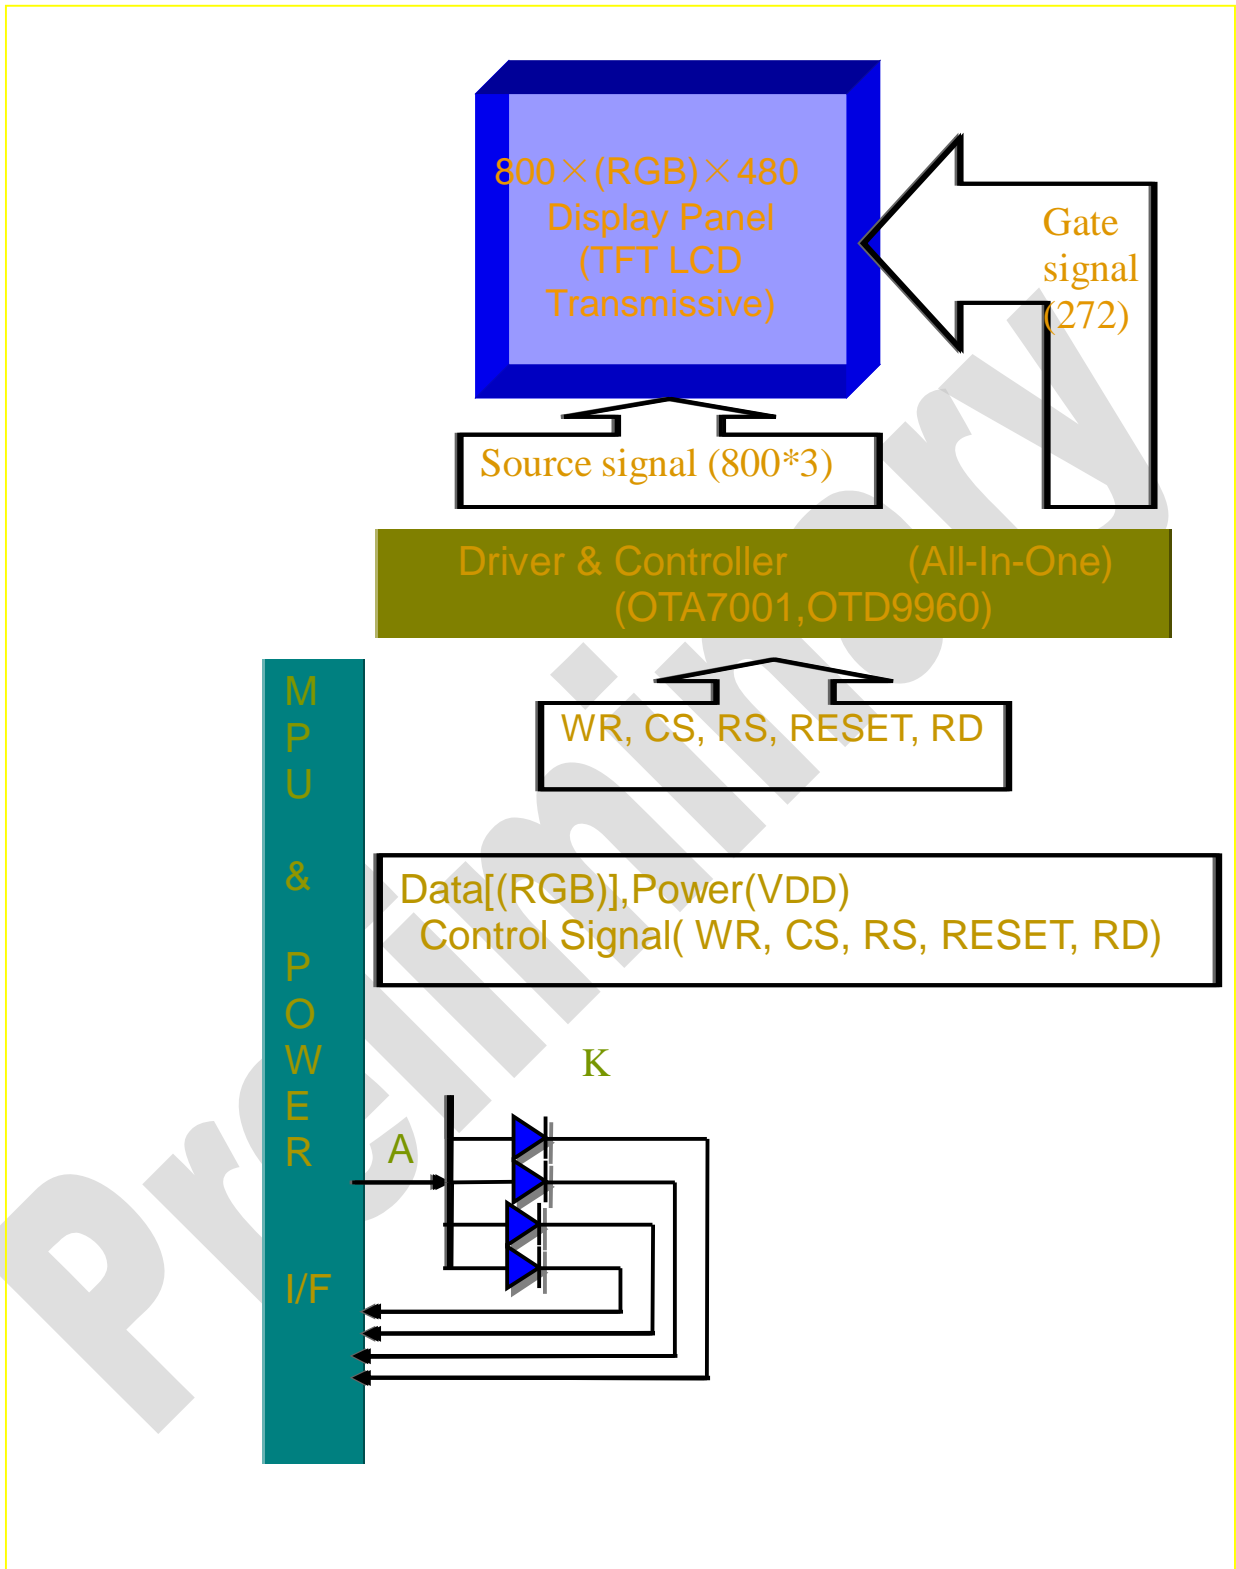 800×(RGB)×480
Display Panel
(TFT LCD
Transmissive)
Gate
signal
(272)
Source signal (800*3)
Driver & Controller (All-In-One)
(OTA7001,OTD9960)
WR, CS, RS, RESET, RD
M
P
U
&
P
O
W
E
R
I/F
Data[(RGB)],Power(VDD)
Control Signal( WR, CS, RS, RESET, RD)
K
A
Preliminary